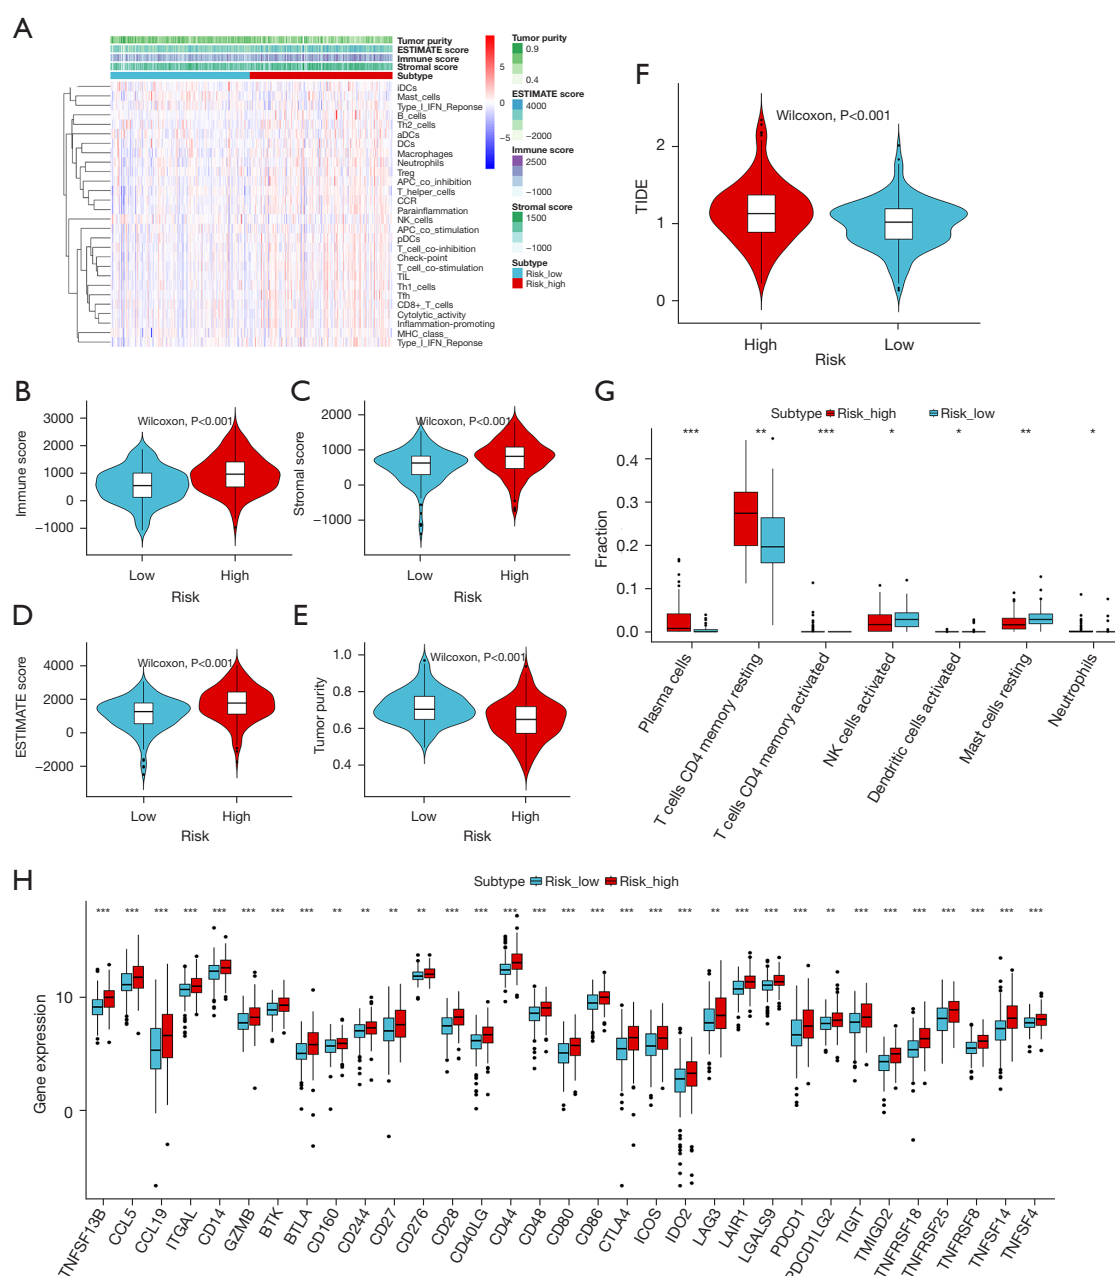 A
Tumor purity
ESTIMATE score
Immune score
Stromal score
Subtype
iDCs
Mast_cells
Type_I_IFN_Reponse
B_cells
Th2_cells
aDCs
DCs
Macrophages
Neutrophils
Treg
APC_co_inhibition
T_helper_cells
CCR
Parainflammation
NK_cells
APC_co_stimulation
pDCs
T_cell_co-inhibition
Check-point
T_cell_co-stimulation
TIL
Th1_cells
Tfh
CD8+_T_cells
Cytolytic_activity
Inflammation-promoting
MHC_class_
Type_I_IFN_Reponse
5
0
−5
Tumor purity
0.9
0.4
ESTIMATE score
4000
−2000
Immune score
2500
−1000
Stromal score
1500
−1000
Subtype
Risk_low
Risk_high
F
Wilcoxon, P<0.001
TIDE
2
1
0
High
Low
Risk
B
Wilcoxon, P<0.001
Immune score
3000
2000
1000
0
−1000
Low
High
Risk
C
Wilcoxon, P<0.001
Stromal score
2000
1000
0
−1000
Low
High
Risk
D
Wilcoxon, P<0.001
ESTIMATE score
4000
2000
0
−2000
Low
High
Risk
E
Wilcoxon, P<0.001
Tumor purity
1.0
0.8
0.6
0.4
Low
High
Risk
G
Subtype Risk_high Risk_low
*** ** *** * * ** *
Fraction
0.4
0.3
0.2
0.1
0.0
Plasma cells
T cells CD4 memory resting
T cells CD4 memory activated
NK cells activated
Dendritic cells activated
Mast cells resting
Neutrophils
H
Subtype Risk_low Risk_high
*** *** *** *** *** *** *** *** ** ** ** ** *** *** *** *** *** *** *** *** *** ** *** *** *** ** *** *** *** *** *** *** ***
Gene expression
10
0
TNFSF13B
CCL5
CCL19
ITGAL
CD14
GZMB
BTK
BTLA
CD160
CD244
CD27
CD276
CD28
CD40LG
CD44
CD48
CD80
CD86
CTLA4
ICOS
IDO2
LAG3
LAIR1
LGALS9
PDCD1
PDCD1LG2
TIGIT
TMIGD2
TNFRSF18
TNFRSF25
TNFRSF8
TNFSF14
TNFSF4